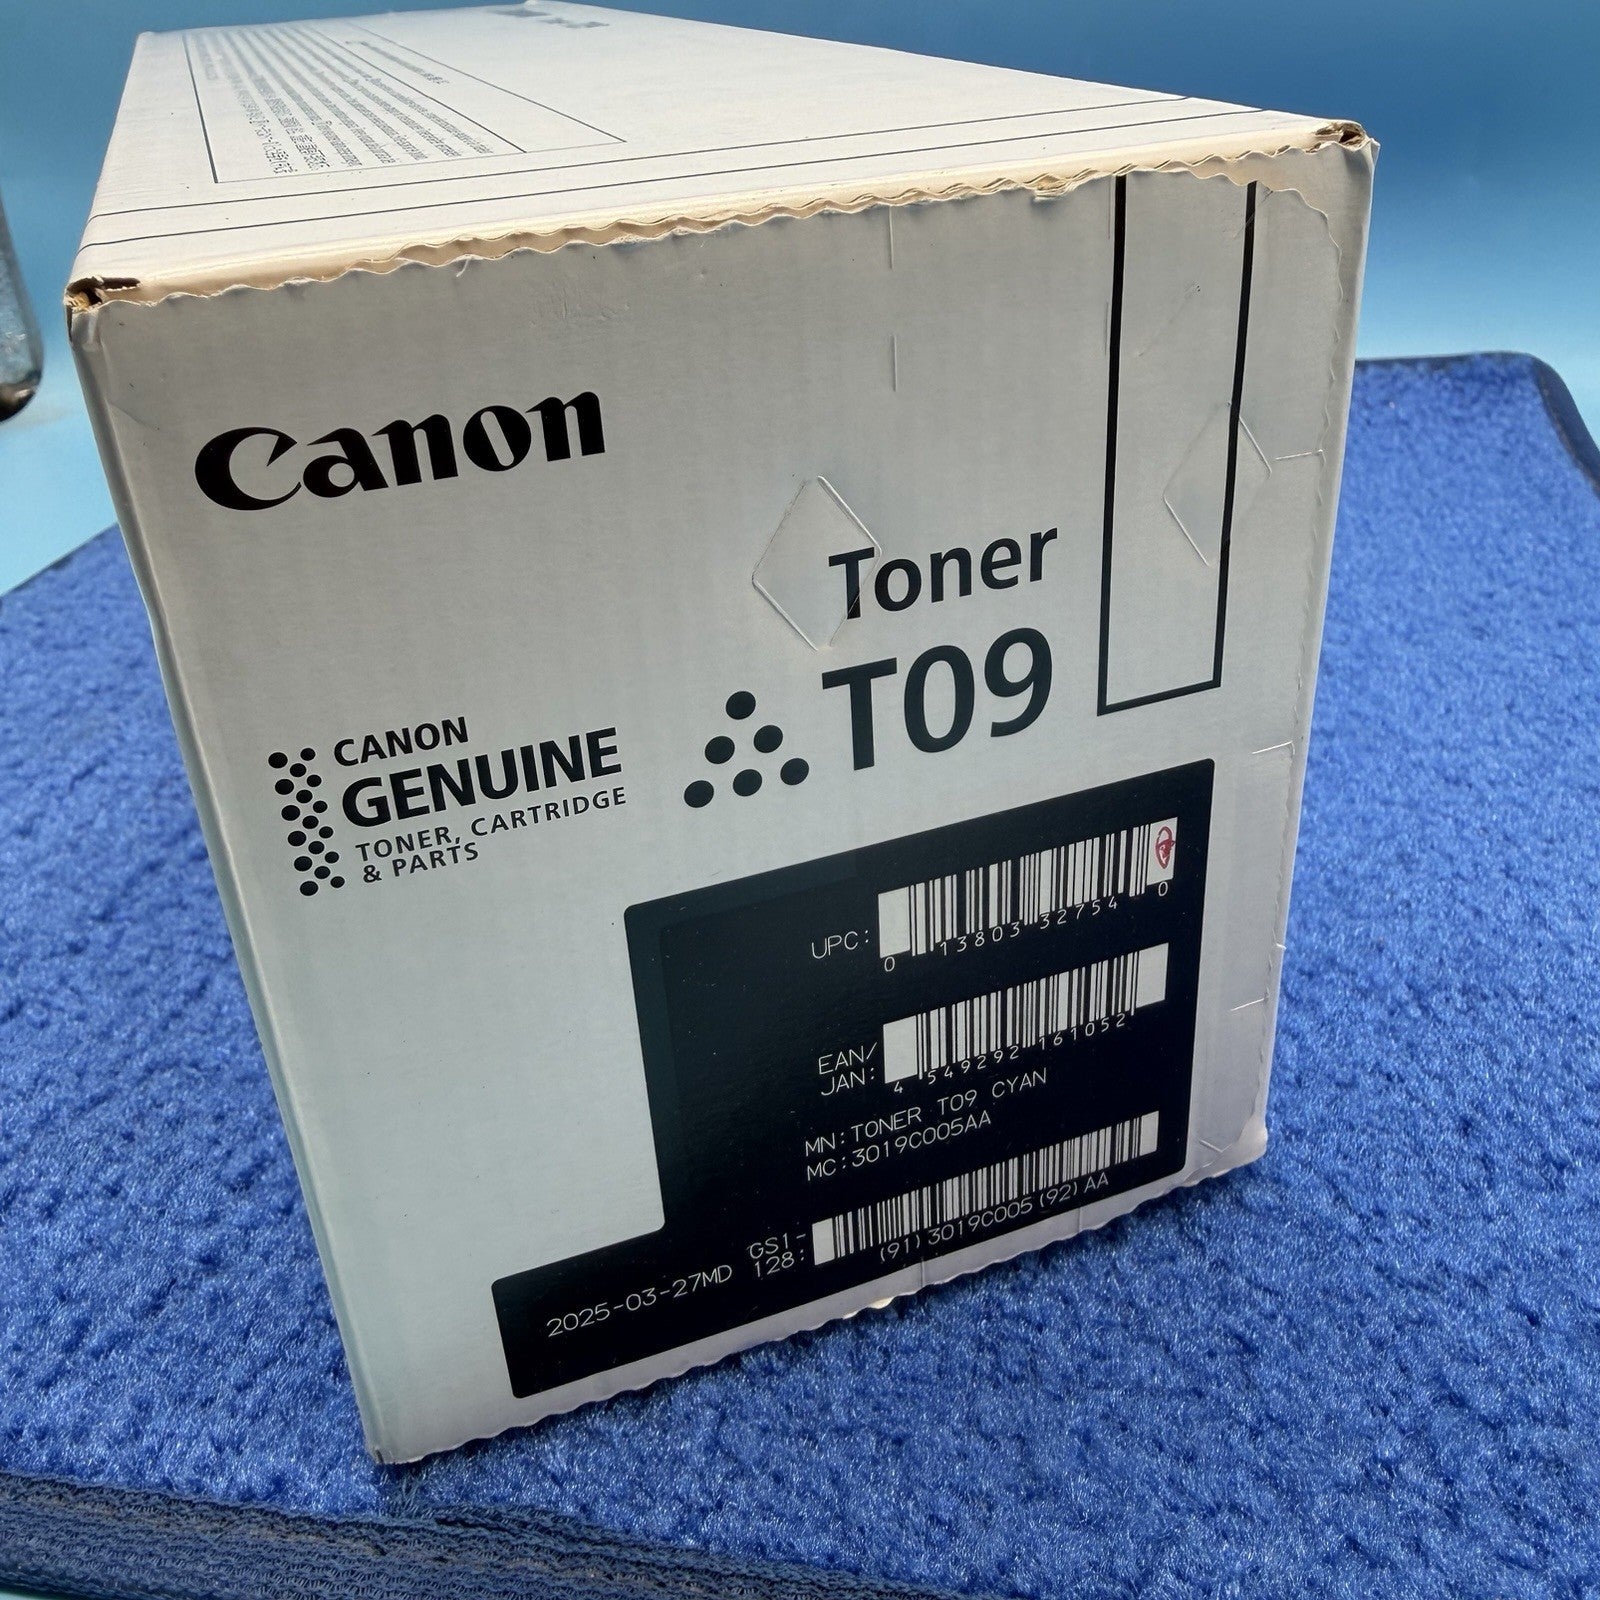 Canon
Toner
T09
CANON
GENUINE
TONER, CARTRIDGE
& PARTS
UPC:
0 13803 32754 0
EAN/
JAN:
4 549292 161052
MN:TONER T09 CYAN
MC:3019C005AA
GS1-
128:
(91)3019C005(92)AA
2025-03-27MD